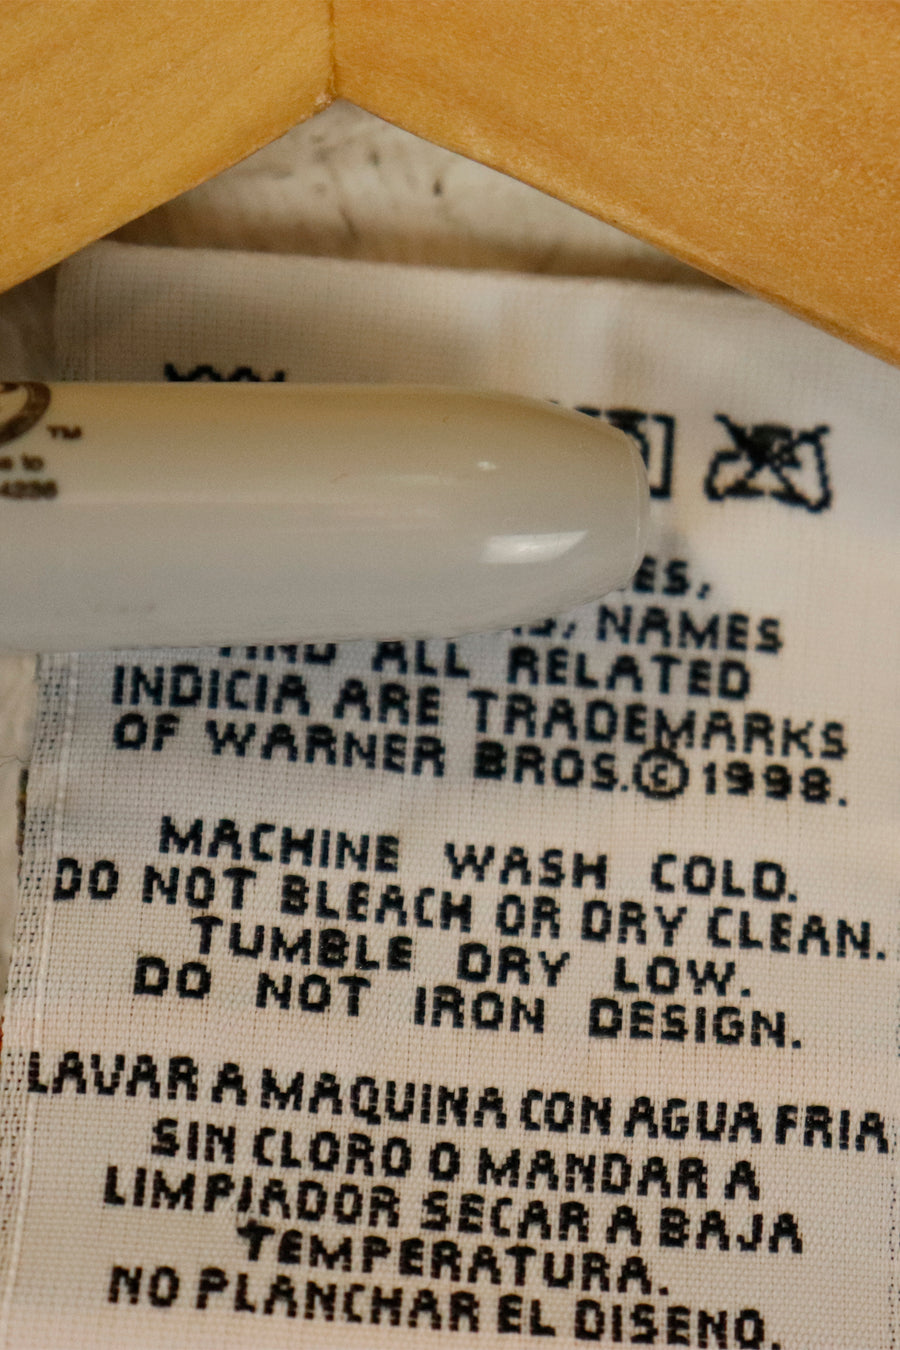 TM
4236
NAMES
ALL RELATED
INDICIA ARE TRADEMARKS
OF WARNER BROS.© 1998.
MACHINE WASH COLD.
DO NOT BLEACH OR DRY CLEAN.
TUMBLE DRY LOW.
DO NOT IRON DESIGN.
LAVAR A MAQUINA CON AGUA FRIA
SIN CLORO O MANDAR A
LIMPIADOR SECAR A BAJA
TEMPERATURA.
NO PLANCHAR EL DISENO.